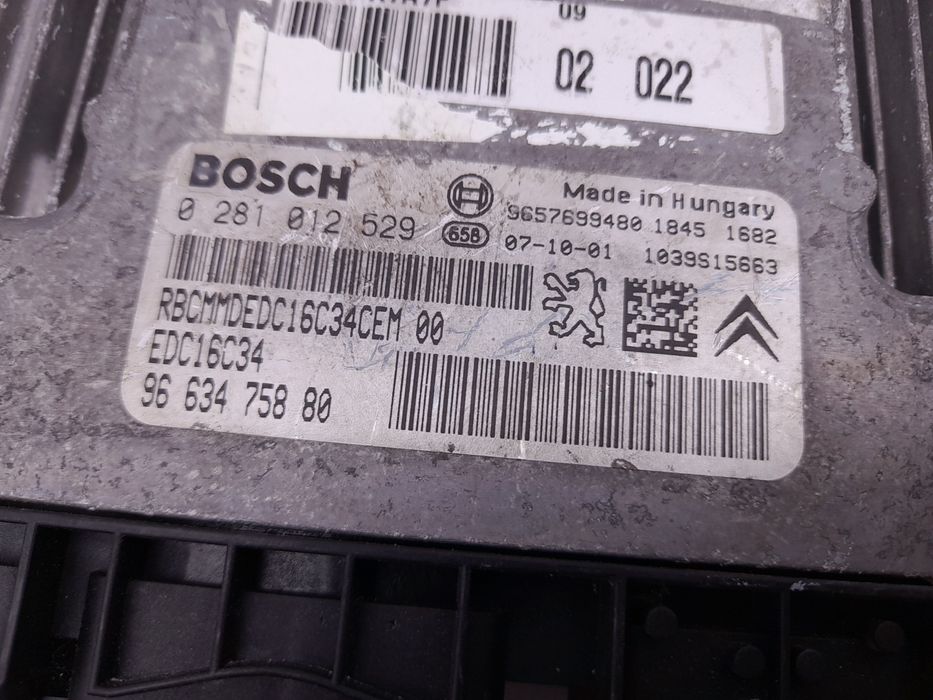 09
02 022
BOSCH
Made in Hungary
0 281 012 529
658
9657699480 1845 1682
07-10-01 1039S15663
RBCMMDEDC16C34CEM 00
EDC16C34
96 634 758 80